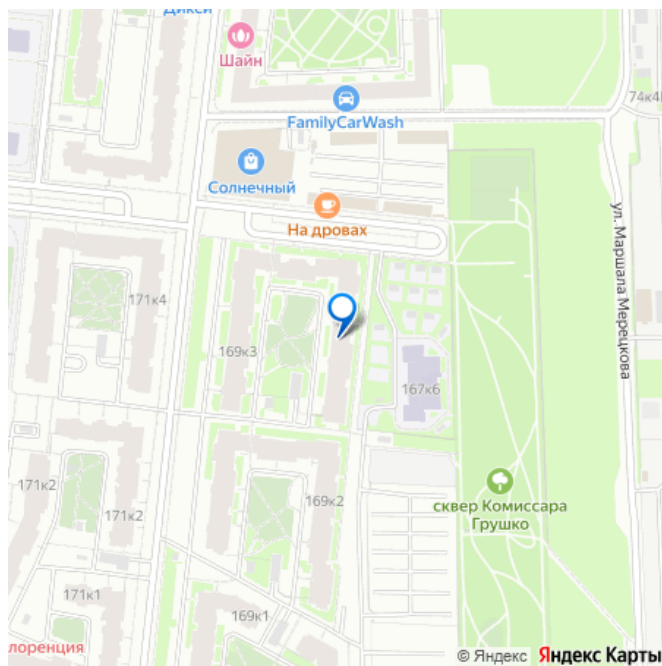 Дикси
Шайн
74к4
FamilyCarWash
Солнечный
На дровах
ул. Маршала Мерецкова
171к4
169к3
167к6
171к2
169к2
171к2
сквер Комиссара
Грушко
171к1
169к1
лоренция
© Яндекс Яндекс Карты